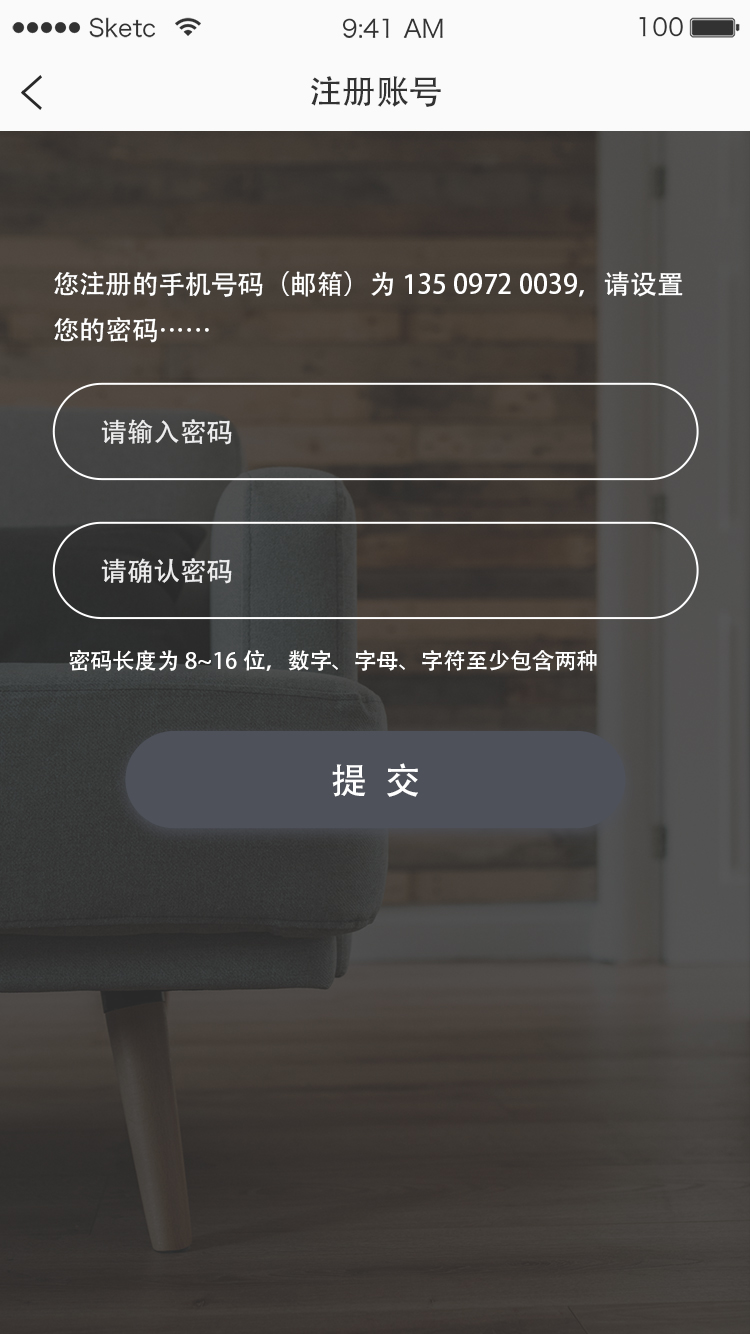 ●●●●● Sketc 9:41 AM 100
注册账号
您注册的手机号码（邮箱）为 135 0972 0039，请设置
您的密码……
请输入密码
请确认密码
密码长度为 8~16 位，数字、字母、字符至少包含两种
提 交